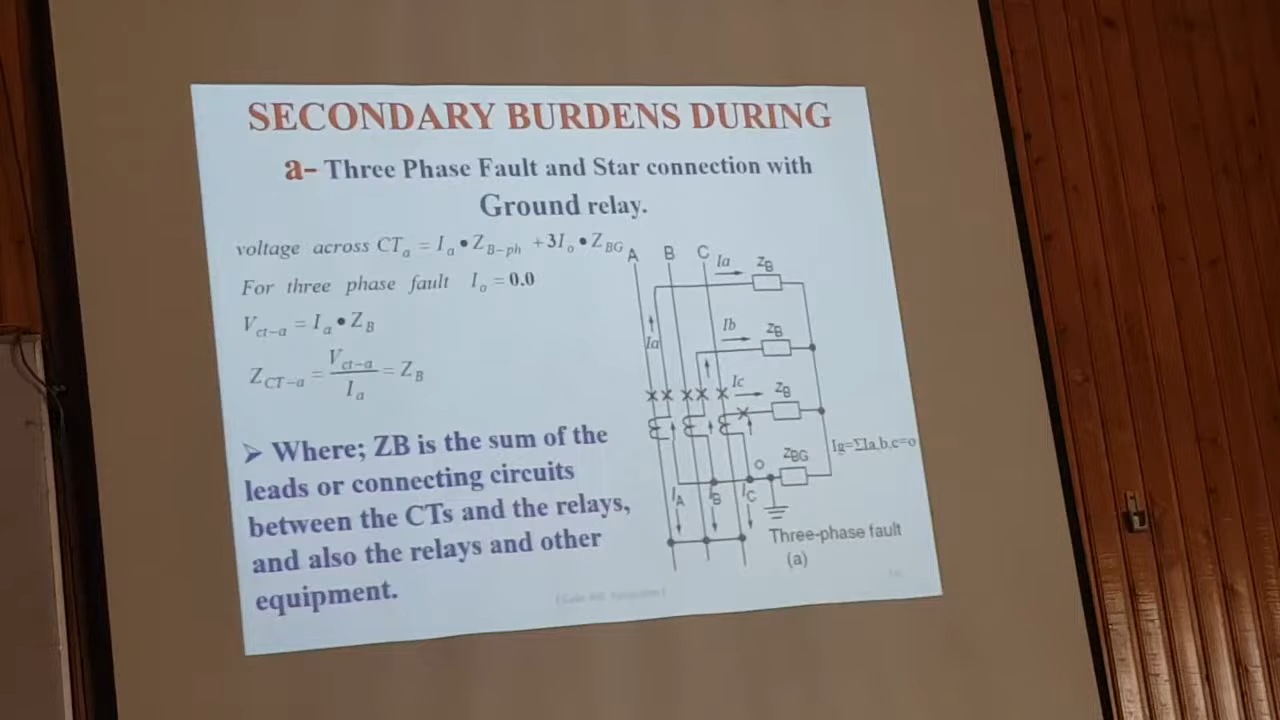 SECONDARY BURDENS DURING
a- Three Phase Fault and Star connection with
Ground relay.
voltage across CTa = Ia • ZB-ph + 3Io • ZBG
For three phase fault Io = 0.0
Vct-a = Ia • ZB
ZCT-a = Vct-a / Ia = ZB
➢ Where; ZB is the sum of the
leads or connecting circuits
between the CTs and the relays,
and also the relays and other
equipment.
A B C
Ia ZB
Ia
Ib ZB
Ic ZB
Ig=ΣIa,b,c=o
O ZBG
IA IB IC
Three-phase fault
(a)